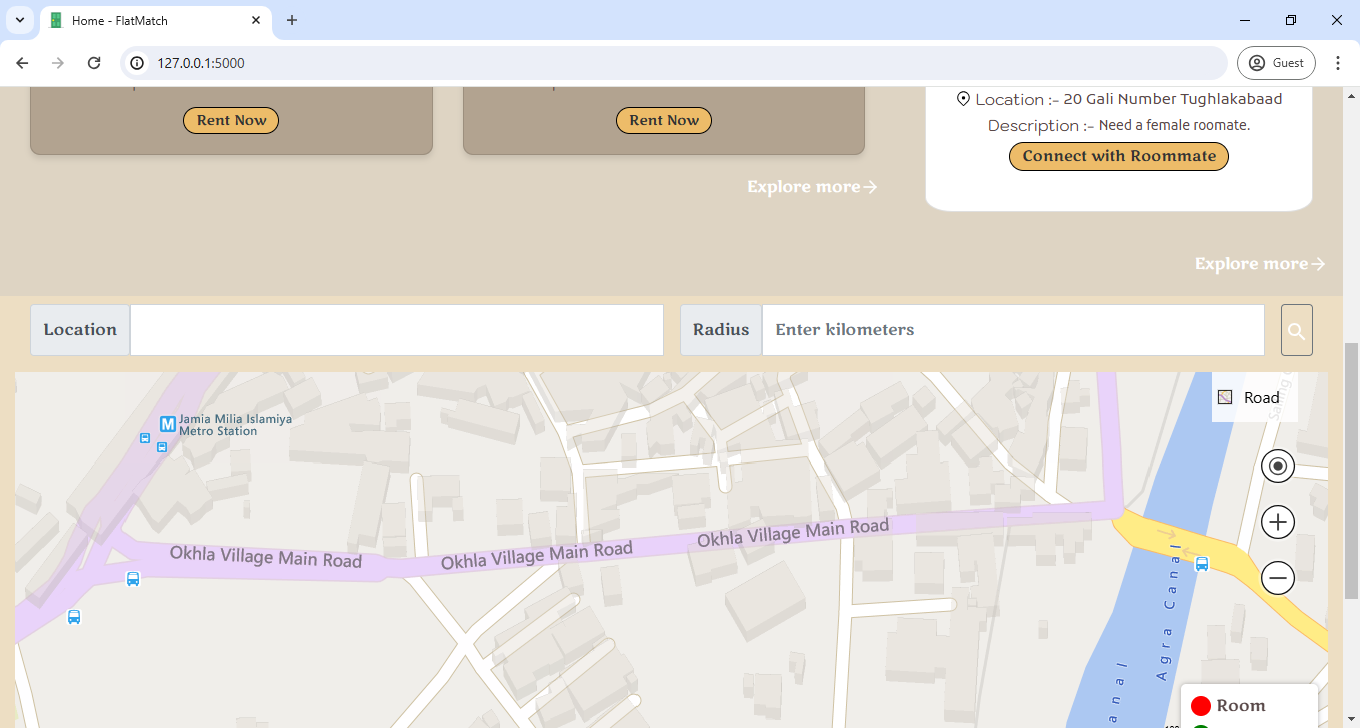 Home - FlatMatch
127.0.0.1:5000
Guest
Location :- 20 Gali Number Tughlakabaad
Rent Now
Rent Now
Description :- Need a female roomate.
Connect with Roommate
Explore more
Explore more
Location
Radius
Enter kilometers
Road
Jamia Milia Islamiya
Metro Station
Okhla Village Main Road
Okhla Village Main Road
Okhla Village Main Road
Agra Canal
Room